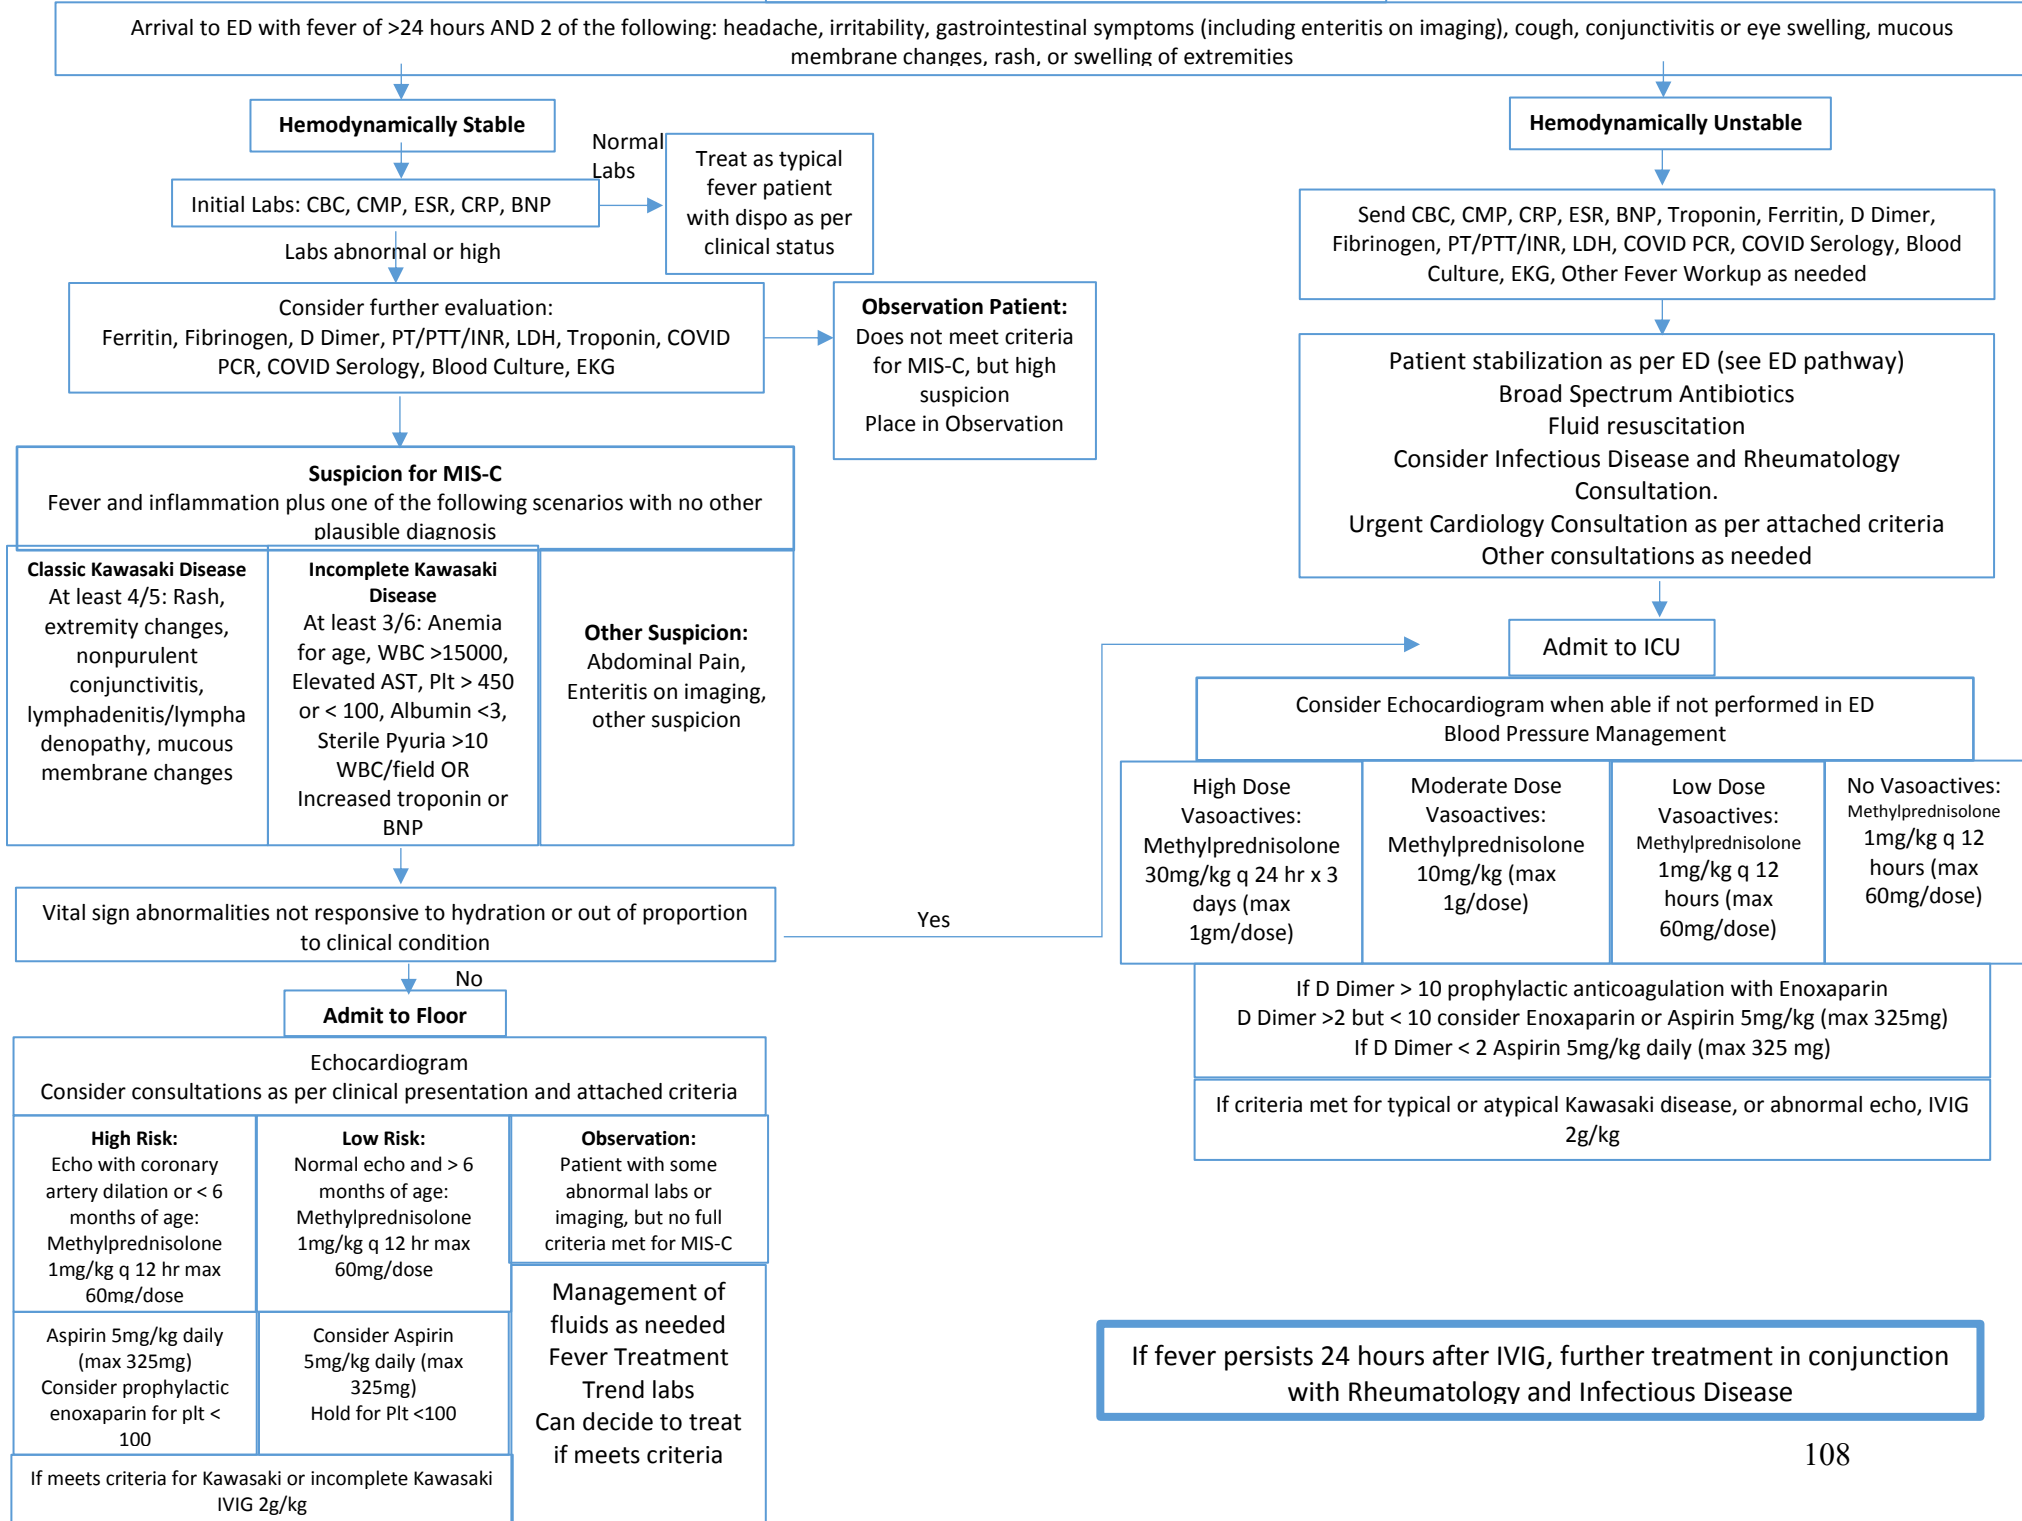 Arrival to ED with fever of >24 hours AND 2 of the following: headache, irritability, gastrointestinal symptoms (including enteritis on imaging), cough, conjunctivitis or eye swelling, mucous
membrane changes, rash, or swelling of extremities
Hemodynamically Stable
Normal
Labs
Treat as typical
fever patient
with dispo as per
clinical status
Initial Labs: CBC, CMP, ESR, CRP, BNP
Labs abnormal or high
Consider further evaluation:
Ferritin, Fibrinogen, D Dimer, PT/PTT/INR, LDH, Troponin, COVID
PCR, COVID Serology, Blood Culture, EKG
Observation Patient:
Does not meet criteria
for MIS-C, but high
suspicion
Place in Observation
Suspicion for MIS-C
Fever and inflammation plus one of the following scenarios with no other
plausible diagnosis
Classic Kawasaki Disease
At least 4/5: Rash,
extremity changes,
nonpurulent
conjunctivitis,
lymphadenitis/lympha
denopathy, mucous
membrane changes
Incomplete Kawasaki
Disease
At least 3/6: Anemia
for age, WBC >15000,
Elevated AST, Plt > 450
or < 100, Albumin <3,
Sterile Pyuria >10
WBC/field OR
Increased troponin or
BNP
Other Suspicion:
Abdominal Pain,
Enteritis on imaging,
other suspicion
Vital sign abnormalities not responsive to hydration or out of proportion
to clinical condition
Yes
No
Admit to Floor
Echocardiogram
Consider consultations as per clinical presentation and attached criteria
High Risk:
Echo with coronary
artery dilation or < 6
months of age:
Methylprednisolone
1mg/kg q 12 hr max
60mg/dose
Low Risk:
Normal echo and > 6
months of age:
Methylprednisolone
1mg/kg q 12 hr max
60mg/dose
Observation:
Patient with some
abnormal labs or
imaging, but no full
criteria met for MIS-C
Aspirin 5mg/kg daily
(max 325mg)
Consider prophylactic
enoxaparin for plt <
100
Consider Aspirin
5mg/kg daily (max
325mg)
Hold for Plt <100
Management of
fluids as needed
Fever Treatment
Trend labs
Can decide to treat
if meets criteria
If meets criteria for Kawasaki or incomplete Kawasaki
IVIG 2g/kg
Hemodynamically Unstable
Send CBC, CMP, CRP, ESR, BNP, Troponin, Ferritin, D Dimer,
Fibrinogen, PT/PTT/INR, LDH, COVID PCR, COVID Serology, Blood
Culture, EKG, Other Fever Workup as needed
Patient stabilization as per ED (see ED pathway)
Broad Spectrum Antibiotics
Fluid resuscitation
Consider Infectious Disease and Rheumatology
Consultation.
Urgent Cardiology Consultation as per attached criteria
Other consultations as needed
Admit to ICU
Consider Echocardiogram when able if not performed in ED
Blood Pressure Management
High Dose
Vasoactives:
Methylprednisolone
30mg/kg q 24 hr x 3
days (max
1gm/dose)
Moderate Dose
Vasoactives:
Methylprednisolone
10mg/kg (max
1g/dose)
Low Dose
Vasoactives:
Methylprednisolone
1mg/kg q 12
hours (max
60mg/dose)
No Vasoactives:
Methylprednisolone
1mg/kg q 12
hours (max
60mg/dose)
If D Dimer > 10 prophylactic anticoagulation with Enoxaparin
D Dimer >2 but < 10 consider Enoxaparin or Aspirin 5mg/kg (max 325mg)
If D Dimer < 2 Aspirin 5mg/kg daily (max 325 mg)
If criteria met for typical or atypical Kawasaki disease, or abnormal echo, IVIG
2g/kg
If fever persists 24 hours after IVIG, further treatment in conjunction
with Rheumatology and Infectious Disease
108